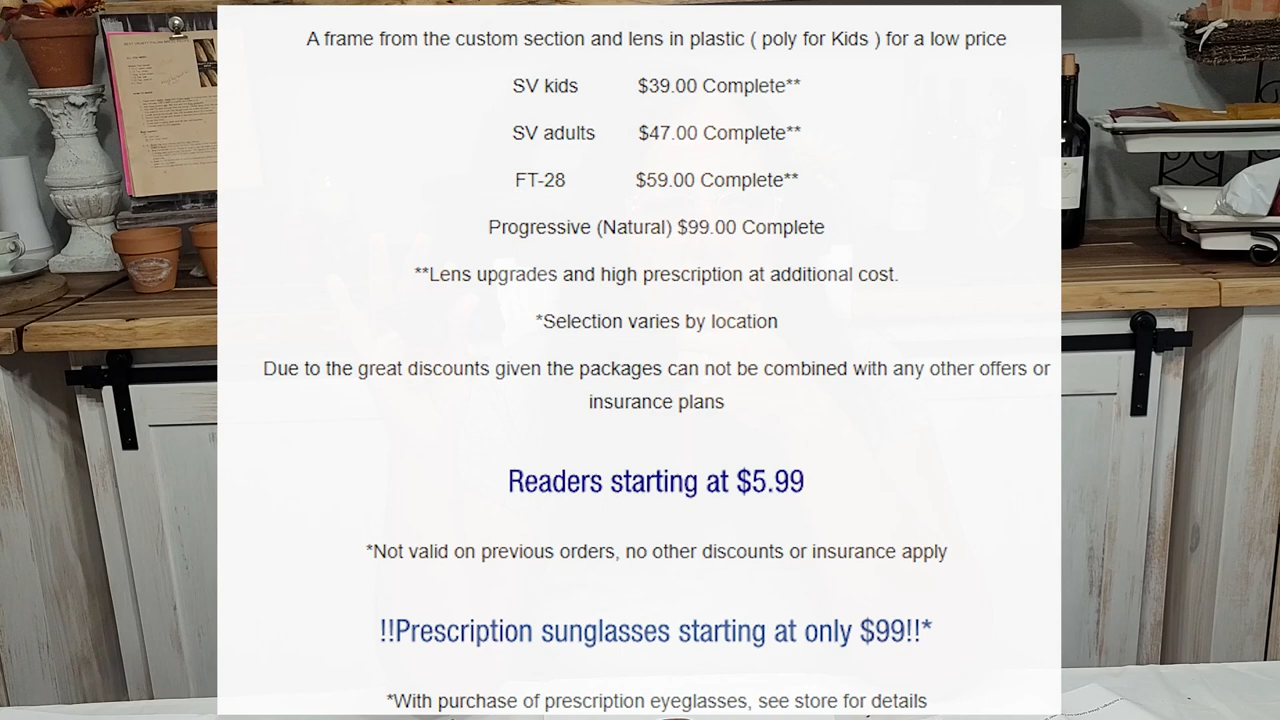 A frame from the custom section and lens in plastic ( poly for Kids ) for a low price
SV kids $39.00 Complete**
SV adults $47.00 Complete**
FT-28 $59.00 Complete**
Progressive (Natural) $99.00 Complete
**Lens upgrades and high prescription at additional cost.
*Selection varies by location
Due to the great discounts given the packages can not be combined with any other offers or
insurance plans
Readers starting at $5.99
*Not valid on previous orders, no other discounts or insurance apply
!!Prescription sunglasses starting at only $99!!*
*With purchase of prescription eyeglasses, see store for details